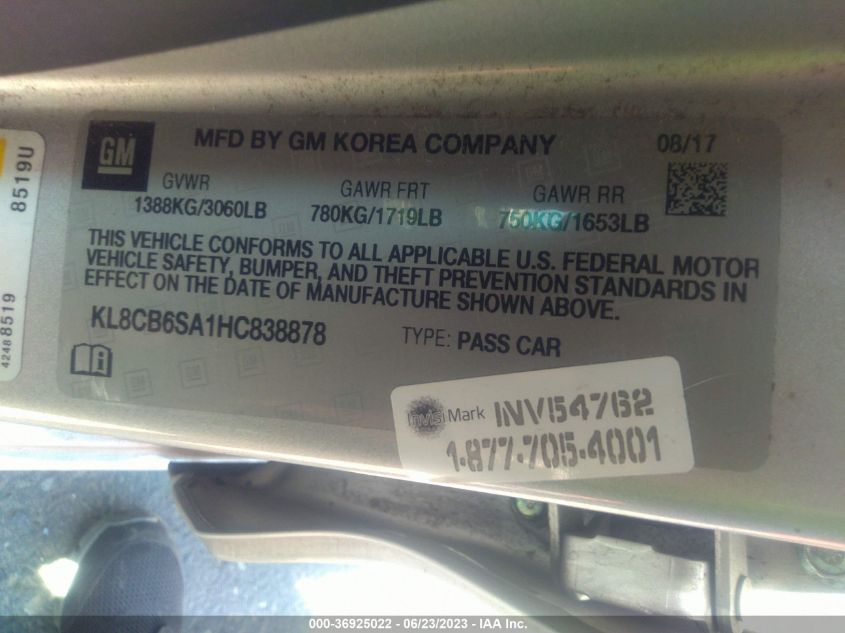 GM
MFD BY GM KOREA COMPANY 08/17
GVWR GAWR FRT GAWR RR
1388KG/3060LB 780KG/1719LB 750KG/1653LB
THIS VEHICLE CONFORMS TO ALL APPLICABLE U.S. FEDERAL MOTOR
VEHICLE SAFETY, BUMPER, AND THEFT PREVENTION STANDARDS IN
EFFECT ON THE DATE OF MANUFACTURE SHOWN ABOVE.
KL8CB6SA1HC838878 TYPE: PASS CAR
InvisiMark INV54762
1.877.705.4001
8519U
42488519
000-36925022 - 06/23/2023 - IAA Inc.